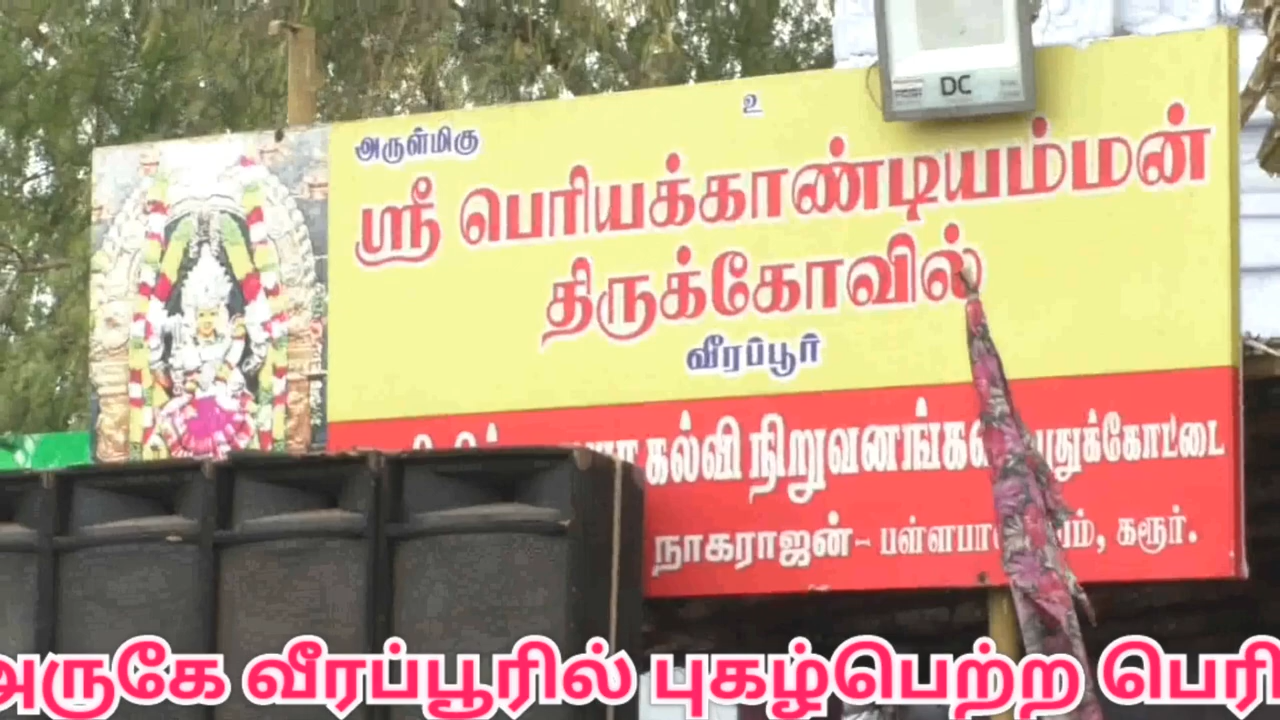 உ
அருள்மிகு
ஸ்ரீ பெரியக்காண்டியம்மன்
திருக்கோவில்
வீரப்பூர்
கல்வி நிறுவனங்கள் புதுக்கோட்டை
நாகராஜன் - பள்ளபாளையம், கரூர்.
DC
அருகே வீரப்பூரில் புகழ்பெற்ற பெரி